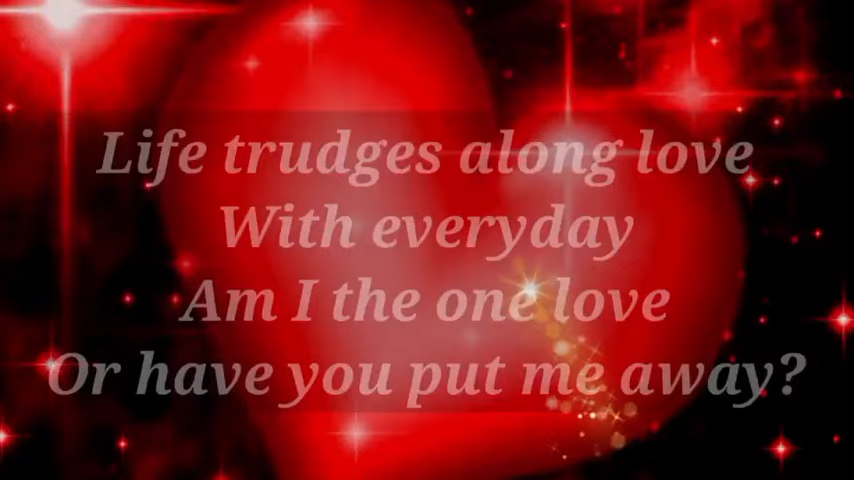 Life trudges along love
With everyday
Am I the one love
Or have you put me away?